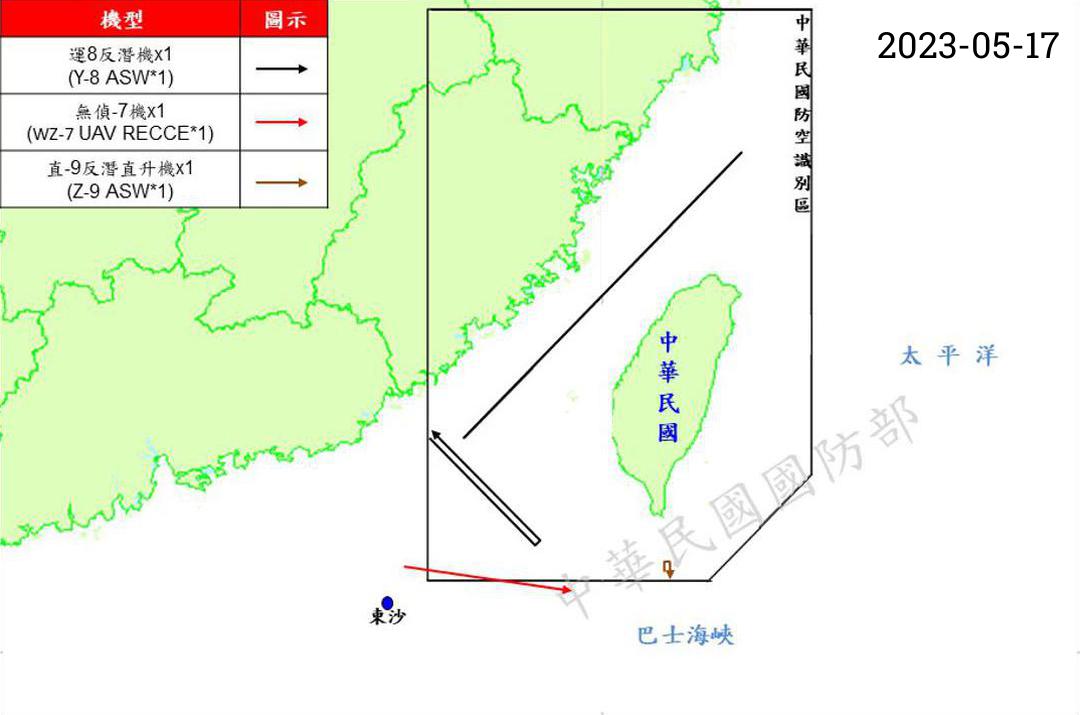 機型 圖示
運8反潛機x1
(Y-8 ASW*1)
無偵-7機x1
(WZ-7 UAV RECCE*1)
直-9反潛直升機x1
(Z-9 ASW*1)
2023-05-17
中華民國防空識別區
中華民國
太平洋
中華民國國防部
東沙
巴士海峽